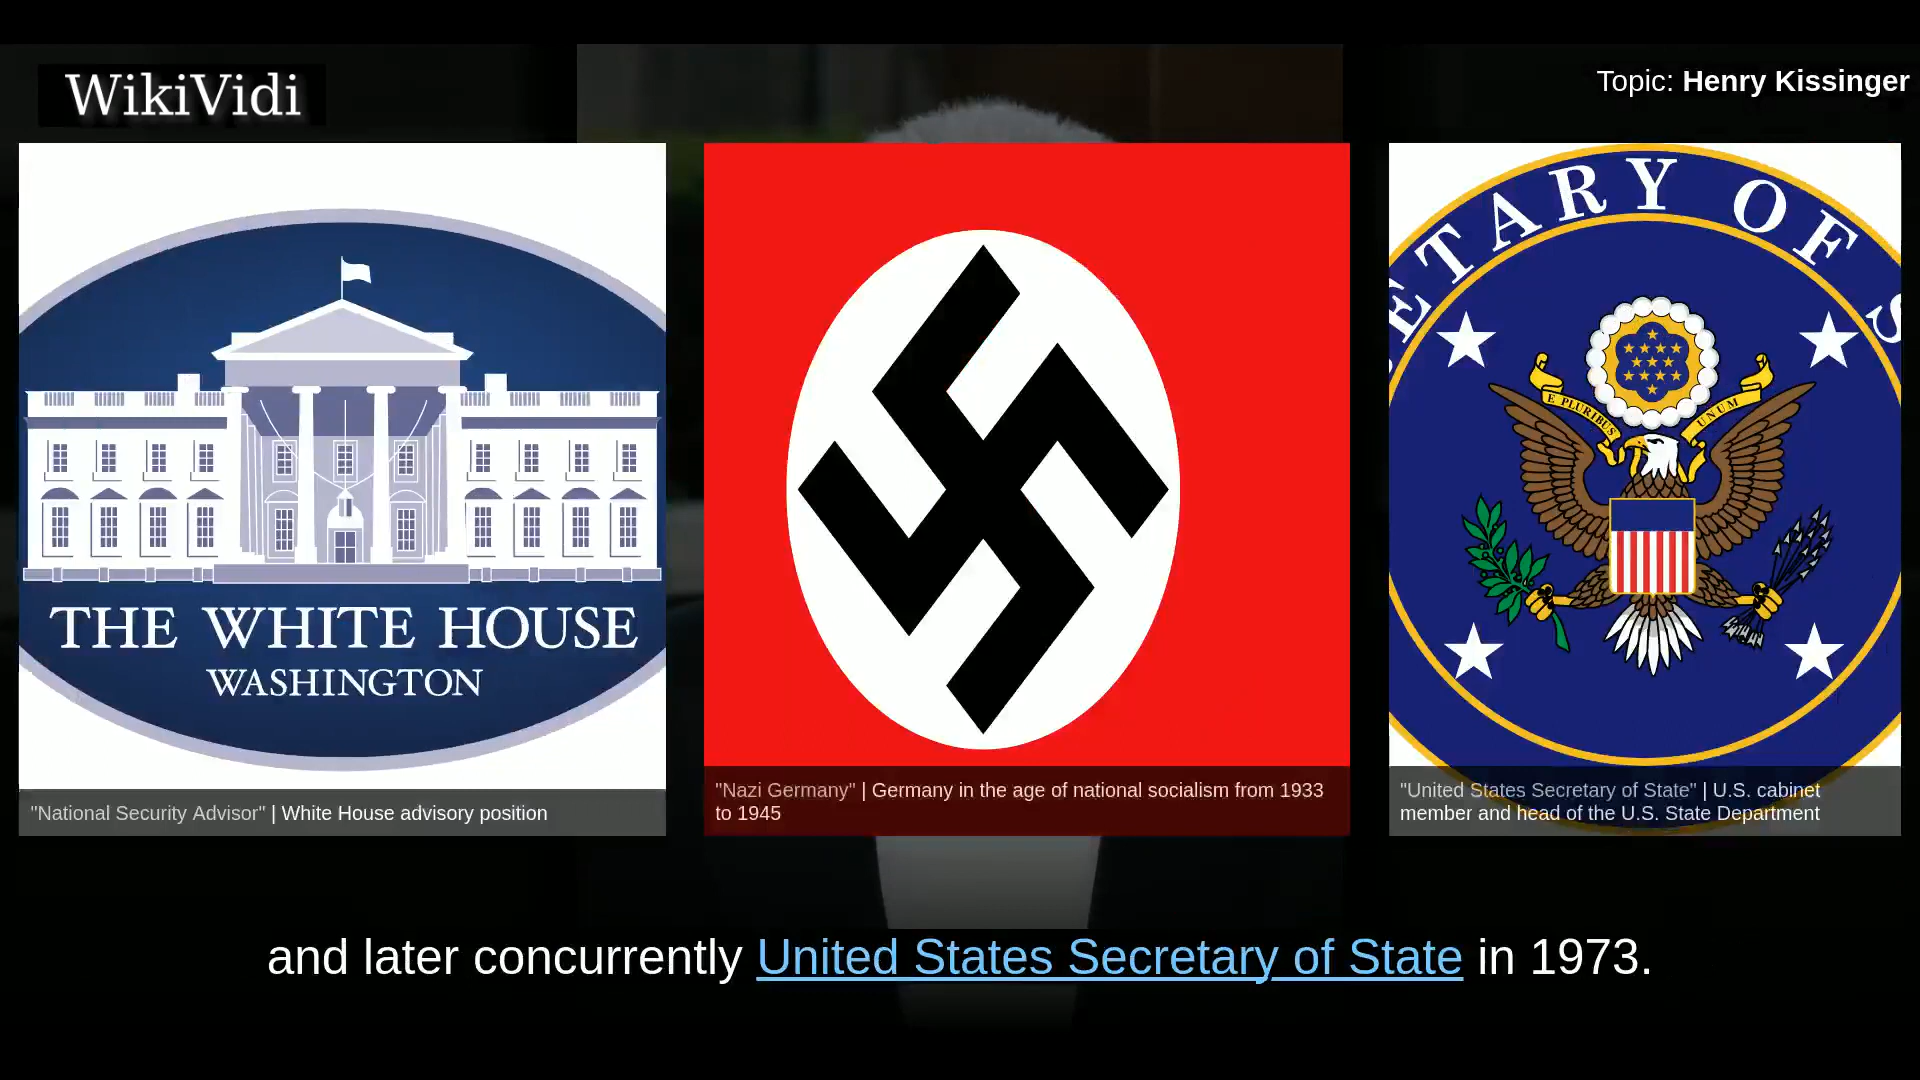 WikiVidi
Topic: Henry Kissinger
THE WHITE HOUSE
WASHINGTON
"National Security Advisor" | White House advisory position
"Nazi Germany" | Germany in the age of national socialism from 1933
to 1945
ETARY OF S
E PLURIBUS
UNUM
"United States Secretary of State" | U.S. cabinet
member and head of the U.S. State Department
and later concurrently United States Secretary of State in 1973.